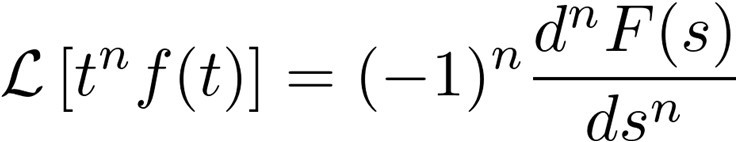 ℒ [tⁿ f(t)] = (−1)ⁿ dⁿF(s)/dsⁿ